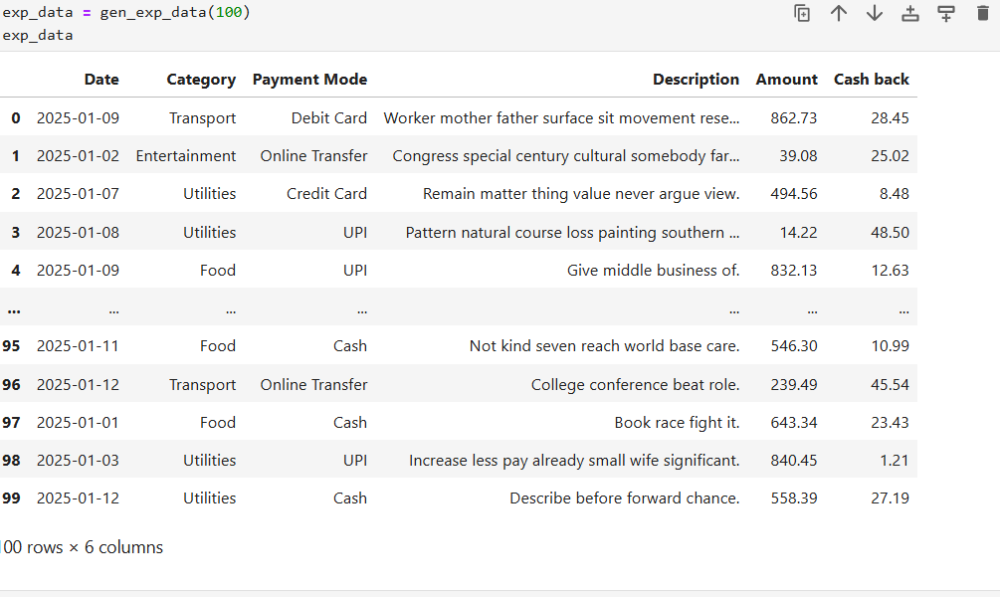 exp_data = gen_exp_data(100)
exp_data
Date Category Payment Mode Description Amount Cash back
0 2025-01-09 Transport Debit Card Worker mother father surface sit movement rese... 862.73 28.45
1 2025-01-02 Entertainment Online Transfer Congress special century cultural somebody far... 39.08 25.02
2 2025-01-07 Utilities Credit Card Remain matter thing value never argue view. 494.56 8.48
3 2025-01-08 Utilities UPI Pattern natural course loss painting southern ... 14.22 48.50
4 2025-01-09 Food UPI Give middle business of. 832.13 12.63
... ... ... ... ... ... ...
95 2025-01-11 Food Cash Not kind seven reach world base care. 546.30 10.99
96 2025-01-12 Transport Online Transfer College conference beat role. 239.49 45.54
97 2025-01-01 Food Cash Book race fight it. 643.34 23.43
98 2025-01-03 Utilities UPI Increase less pay already small wife significant. 840.45 1.21
99 2025-01-12 Utilities Cash Describe before forward chance. 558.39 27.19
100 rows × 6 columns